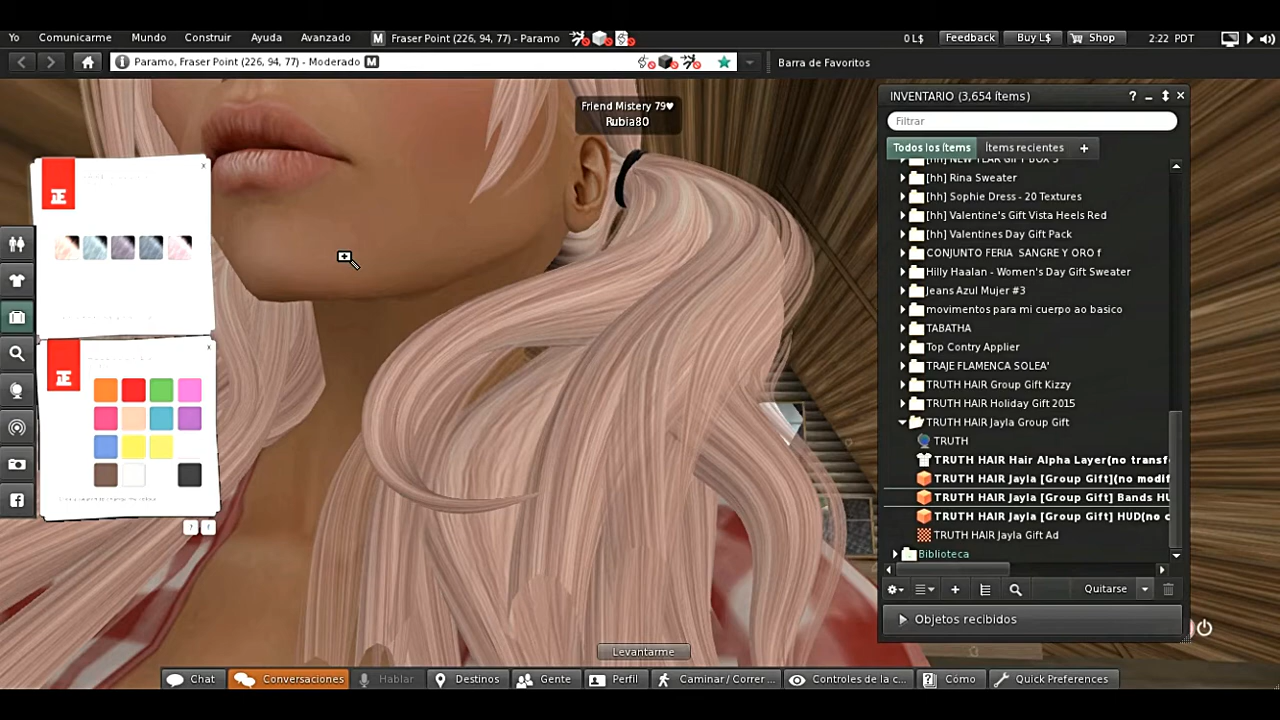 Yo Comunicarme Mundo Construir Ayuda Avanzado M Fraser Point (226, 94, 77) - Paramo 0 L$ Feedback Buy L$ Shop 2:22 PDT
Paramo, Fraser Point (226, 94, 77) - Moderado M Barra de Favoritos
Friend Mistery 79♥
Rubia80
INVENTARIO (3,654 ítems) ?
Filtrar
Todos los ítems Ítems recientes +
[hh] NEW YEAR GIFT BOX 5
[hh] Rina Sweater
[hh] Sophie Dress - 20 Textures
[hh] Valentine's Gift Vista Heels Red
[hh] Valentines Day Gift Pack
CONJUNTO FERIA SANGRE Y ORO f
Hilly Haalan - Women's Day Gift Sweater
Jeans Azul Mujer #3
movimentos para mi cuerpo ao basico
TABATHA
Top Contry Applier
TRAJE FLAMENCA SOLEA'
TRUTH HAIR Group Gift Kizzy
TRUTH HAIR Holiday Gift 2015
TRUTH HAIR Jayla Group Gift
TRUTH
TRUTH HAIR Hair Alpha Layer(no transf
TRUTH HAIR Jayla [Group Gift](no modif
TRUTH HAIR Jayla [Group Gift] Bands HU
TRUTH HAIR Jayla [Group Gift] HUD(no c
TRUTH HAIR Jayla Gift Ad
Biblioteca
Quitarse
Objetos recibidos
Levantarme
Chat Conversaciones Hablar Destinos Gente Perfil Caminar / Correr ... Controles de la c... Cómo Quick Preferences